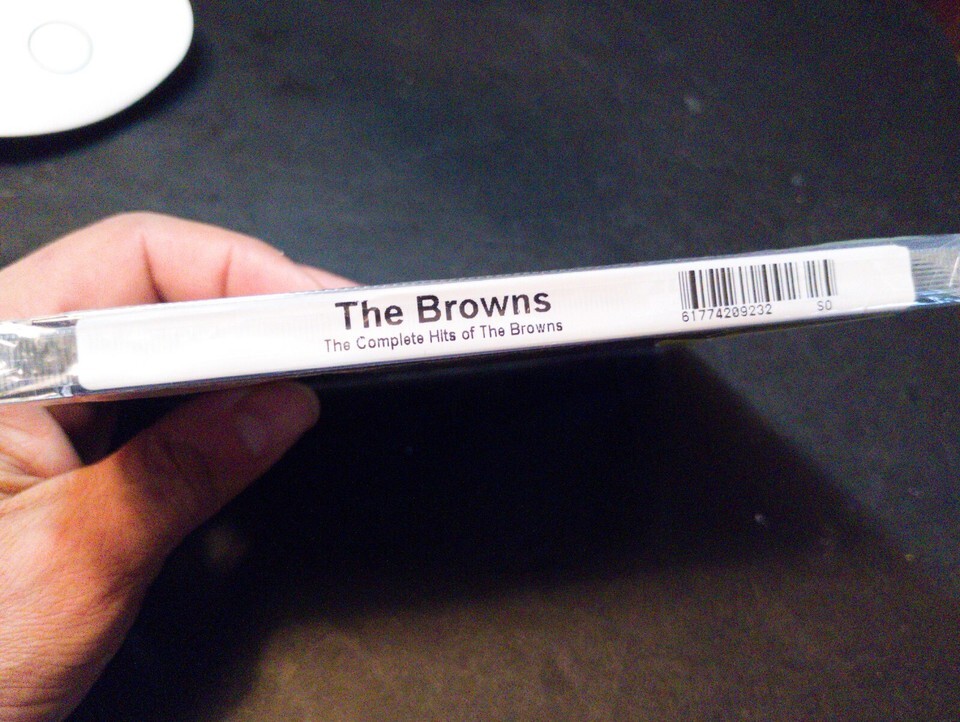 The Browns
The Complete Hits of The Browns
61774209232 SO